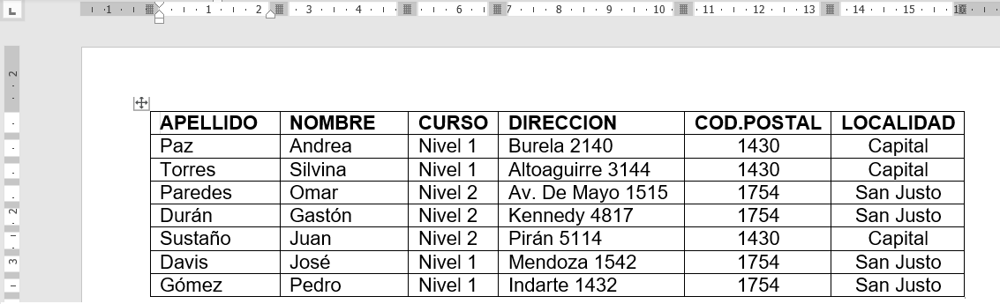 1 1 2 3 4 5 6 7 8 9 10 11 12 13 14 15 16
2
APELLIDO NOMBRE CURSO DIRECCION COD.POSTAL LOCALIDAD
Paz Andrea Nivel 1 Burela 2140 1430 Capital
Torres Silvina Nivel 1 Altoaguirre 3144 1430 Capital
Paredes Omar Nivel 2 Av. De Mayo 1515 1754 San Justo
2
Durán Gastón Nivel 2 Kennedy 4817 1754 San Justo
Sustaño Juan Nivel 2 Pirán 5114 1430 Capital
3
Davis José Nivel 1 Mendoza 1542 1754 San Justo
Gómez Pedro Nivel 1 Indarte 1432 1754 San Justo